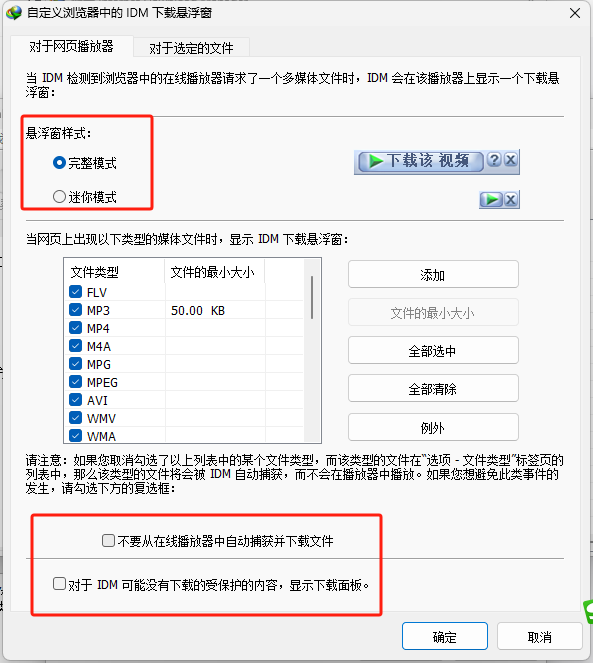 自定义浏览器中的 IDM 下载悬浮窗
对于网页播放器
对于选定的文件
当 IDM 检测到浏览器中的在线播放器请求了一个多媒体文件时，IDM 会在该播放器上显示一个下载悬
浮窗：
悬浮窗样式：
完整模式
下载该 视频
?
X
迷你模式
X
当网页上出现以下类型的媒体文件时，显示 IDM 下载悬浮窗：
文件类型 文件的最小大小
FLV
MP3 50.00 KB
MP4
M4A
MPG
MPEG
AVI
WMV
WMA
添加
文件的最小大小
全部选中
全部清除
例外
请注意：如果您取消勾选了以上列表中的某个文件类型，而该类型的文件在“选项 - 文件类型”标签页的
列表中，那么该类型的文件将会被 IDM 自动捕获，而不会在播放器中播放。如果您想避免此类事件的
发生，请勾选下方的复选框：
不要从在线播放器中自动捕获并下载文件
对于 IDM 可能没有下载的受保护的内容，显示下载面板。
确定
取消